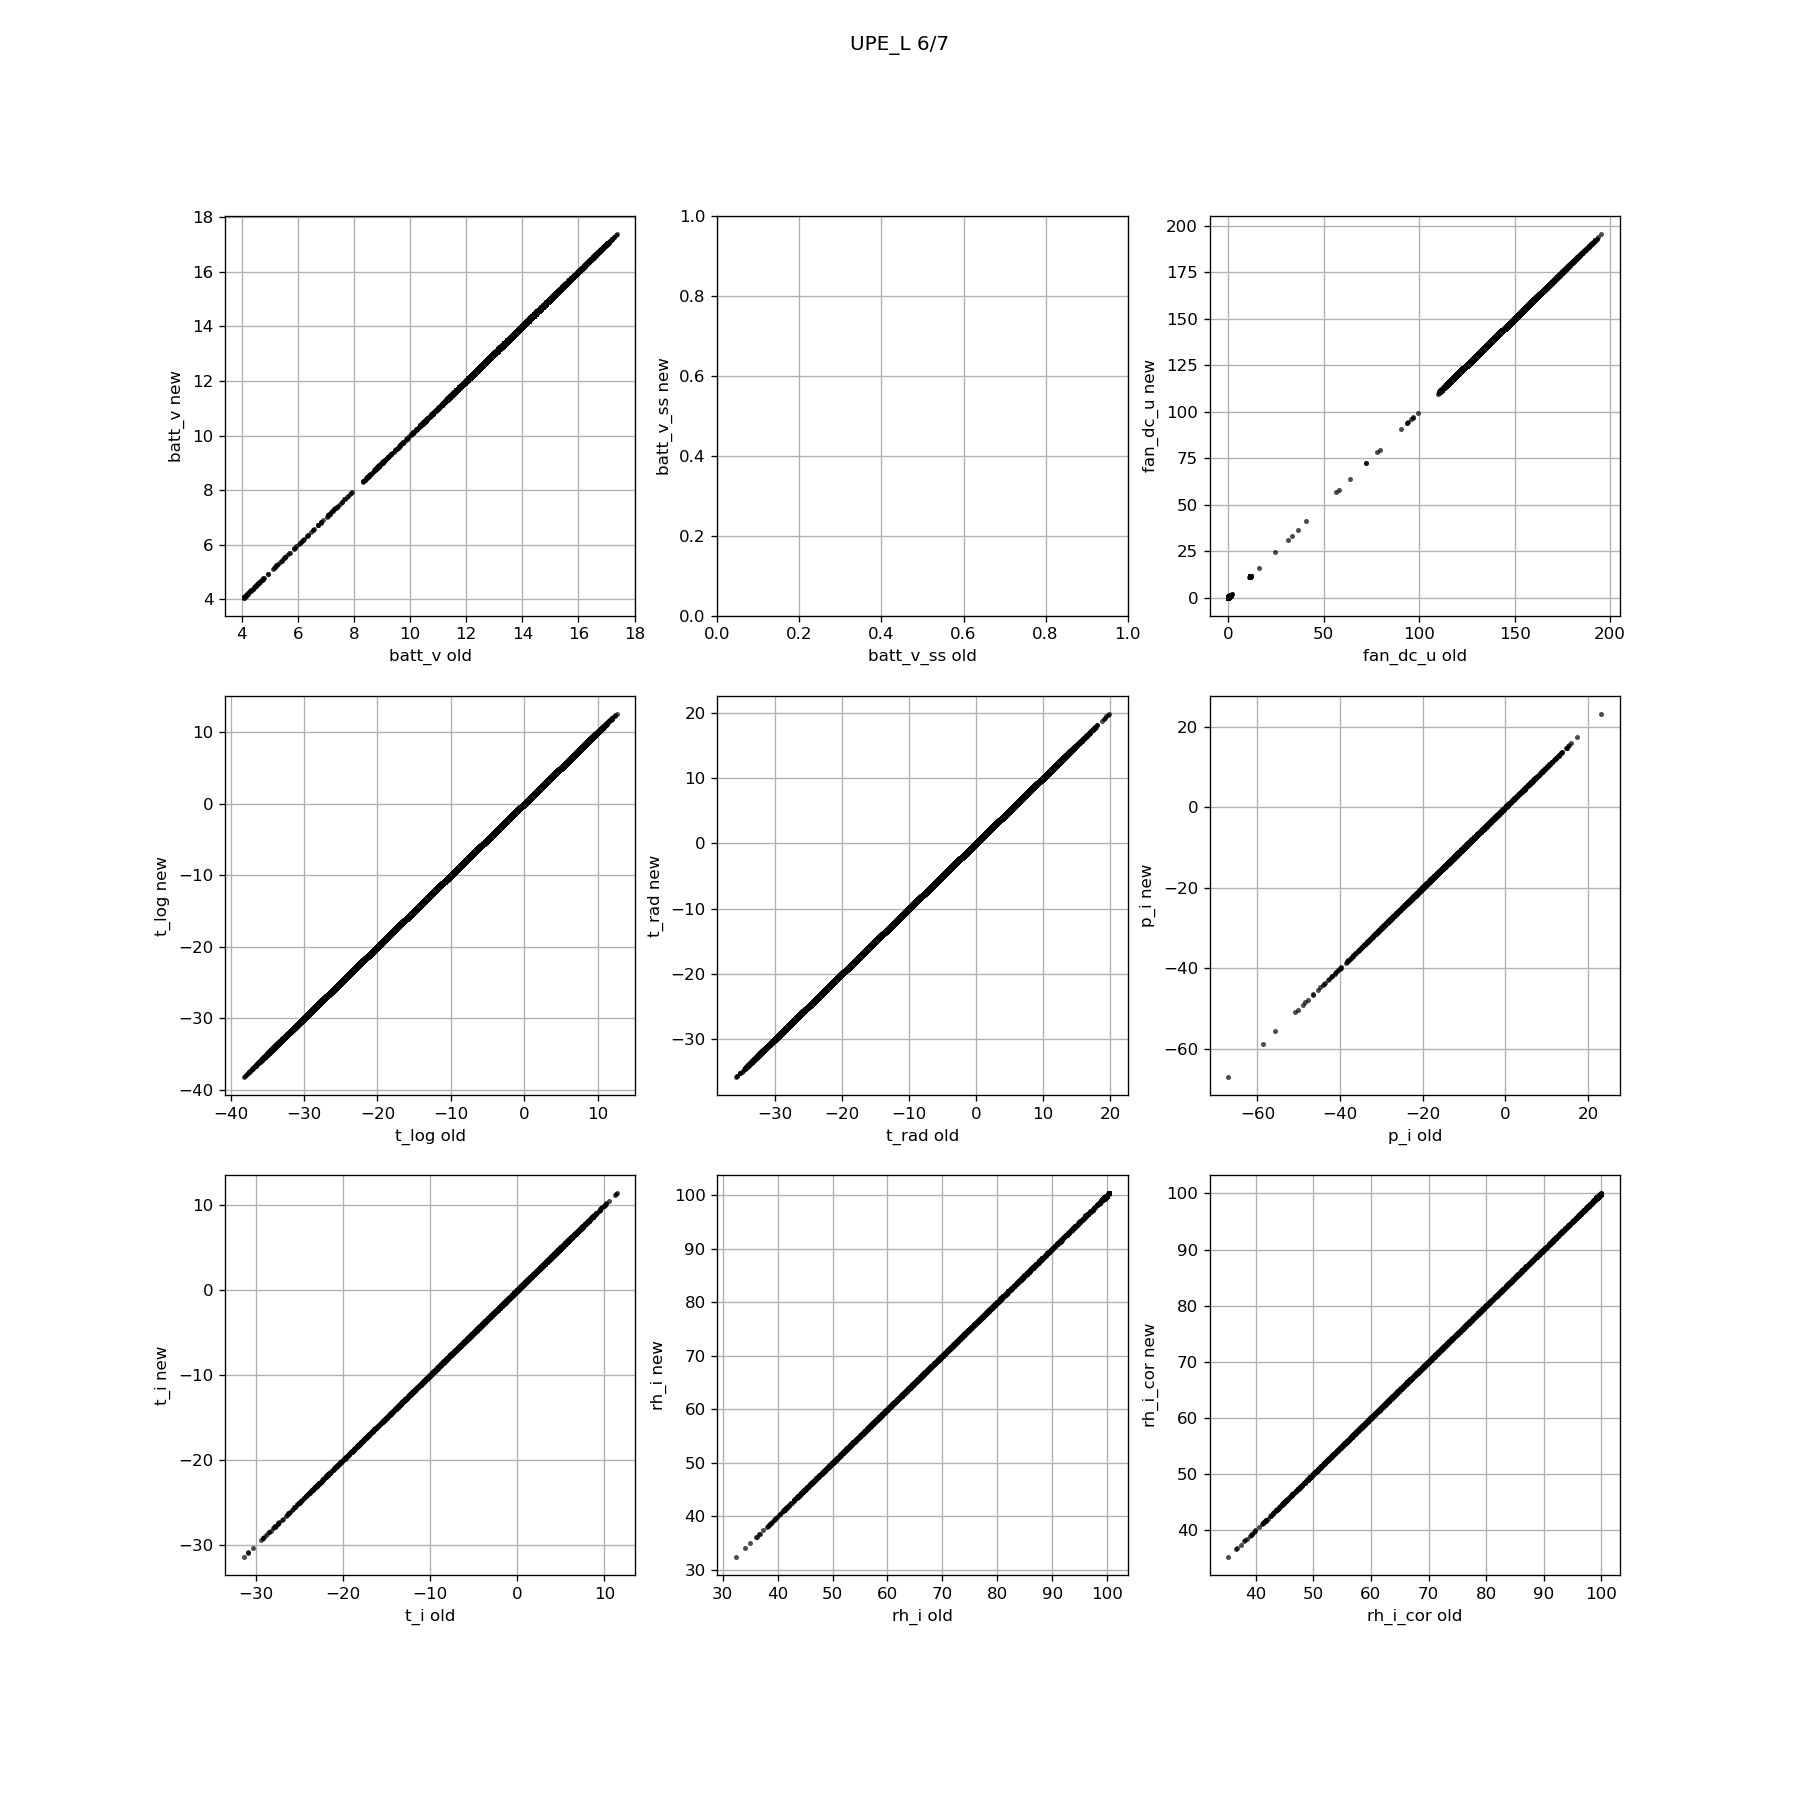 UPE_L 6/7
18
16
14
12
10
8
6
4
batt_v new
4 6 8 10 12 14 16 18
batt_v old
1.0
0.8
0.6
0.4
0.2
0.0
batt_v_ss new
0.0 0.2 0.4 0.6 0.8 1.0
batt_v_ss old
200
175
150
125
100
75
50
25
0
fan_dc_u new
0 50 100 150 200
fan_dc_u old
10
0
−10
−20
−30
−40
t_log new
−40 −30 −20 −10 0 10
t_log old
20
10
0
−10
−20
−30
t_rad new
−30 −20 −10 0 10 20
t_rad old
20
0
−20
−40
−60
p_i new
−60 −40 −20 0 20
p_i old
10
0
−10
−20
−30
t_i new
−30 −20 −10 0 10
t_i old
100
90
80
70
60
50
40
30
rh_i new
30 40 50 60 70 80 90 100
rh_i old
100
90
80
70
60
50
40
rh_i_cor new
40 50 60 70 80 90 100
rh_i_cor old